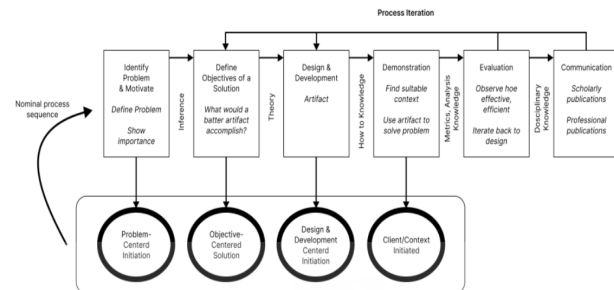 Process Iteration
Nominal process
sequence
Identify
Problem
& Motivate
Define Problem
Show
importance
Inference
Define
Objectives of a
Solution
What would a
batter artifact
accomplish?
Theory
Design &
Development
Artifact
How to Knowledge
Demonstration
Find suitable
context
Use artifact to
solve problem
Metrics, Analysis
Knowledge
Evaluation
Observe hoe
effective,
efficient
Iterate back to
design
Dosciplinary
Knowledge
Communication
Scholarly
publications
Professional
publications
Problem-
Centerd
Initiation
Objective-
Centered
Solution
Design &
Development
Centerd
Initiation
Client/Context
Initiated